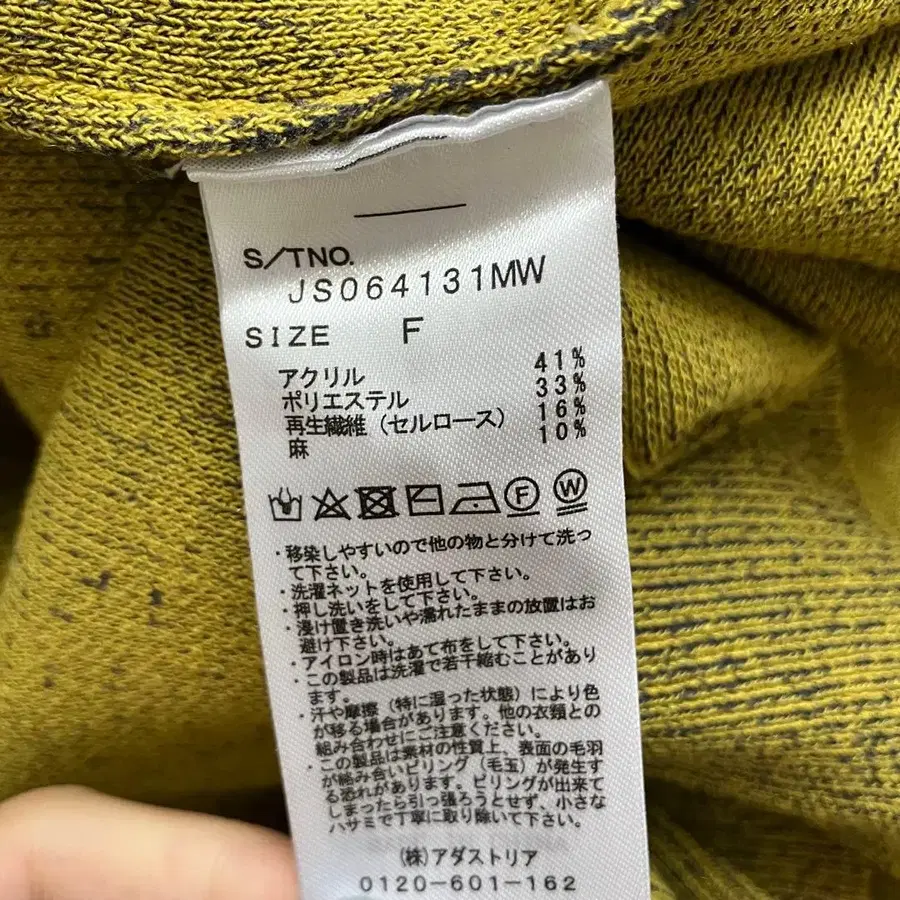 S/TNO.
JS064131MW
SIZE F
アクリル 41%
ポリエステル 33%
再生繊維（セルロース） 16%
麻 10%
F W
・移染しやすいので他の物と分けて洗っ
て下さい。
・洗濯ネットを使用して下さい。
・押し洗いをして下さい。
・浸け置き洗いや濡れたままの放置はお
避け下さい。
・アイロン時はあて布をして下さい。
・この製品は洗濯で若干縮むことがあり
ます。
・汗や摩擦（特に湿った状態）により色
が移る場合があります。他の衣類との
組み合わせにご注意ください。
・この製品は素材の性質上、表面の毛羽
が絡み合いピリング（毛玉）が発生す
る恐れがあります。ピリングが出来て
しまったら引っ張ろうとせず、小さな
ハサミで丁寧に取り除いて下さい。
（株）アダストリア
0120-601-162